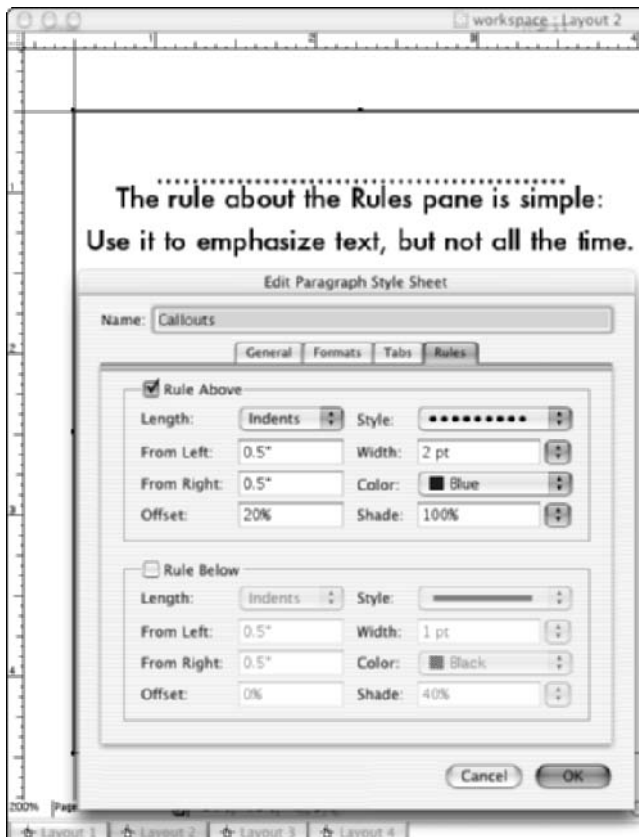 workspace : Layout 2
The rule about the Rules pane is simple:
Use it to emphasize text, but not all the time.
Edit Paragraph Style Sheet
Name: Callouts
General Formats Tabs Rules
Rule Above
Length: Indents Style:
From Left: 0.5" Width: 2 pt
From Right: 0.5" Color: Blue
Offset: 20% Shade: 100%
Rule Below
Length: Indents Style:
From Left: 0.5" Width: 1 pt
From Right: 0.5" Color: Black
Offset: 0% Shade: 40%
Cancel OK
200% Page
Layout 1 Layout 2 Layout 3 Layout 4